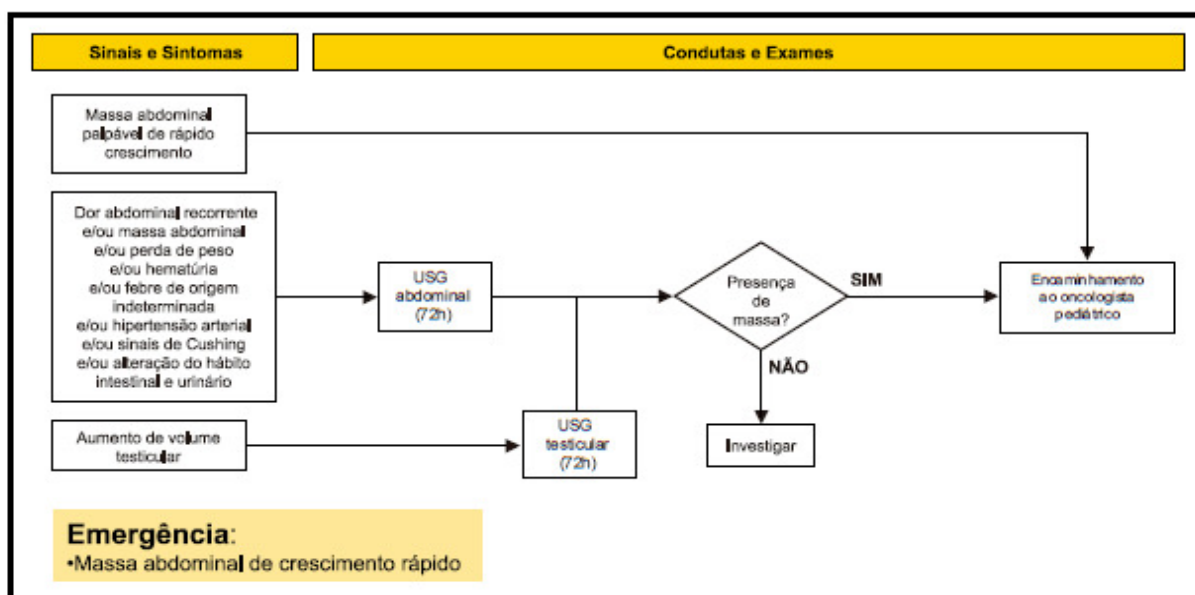 Sinais e Sintomas
Condutas e Exames
Massa abdominal
palpável de rápido
crescimento
Dor abdominal recorrente
e/ou massa abdominal
e/ou perda de peso
e/ou hematúria
e/ou febre de origem
indeterminada
e/ou hipertensão arterial
e/ou sinais de Cushing
e/ou alteração do hábito
intestinal e urinário
USG
abdominal
(72h)
Presença
de
massa?
SIM
Encaminhamento
ao oncologista
pediátrico
NÃO
Investigar
Aumento de volume
testicular
USG
testicular
(72h)
Emergência:
•Massa abdominal de crescimento rápido